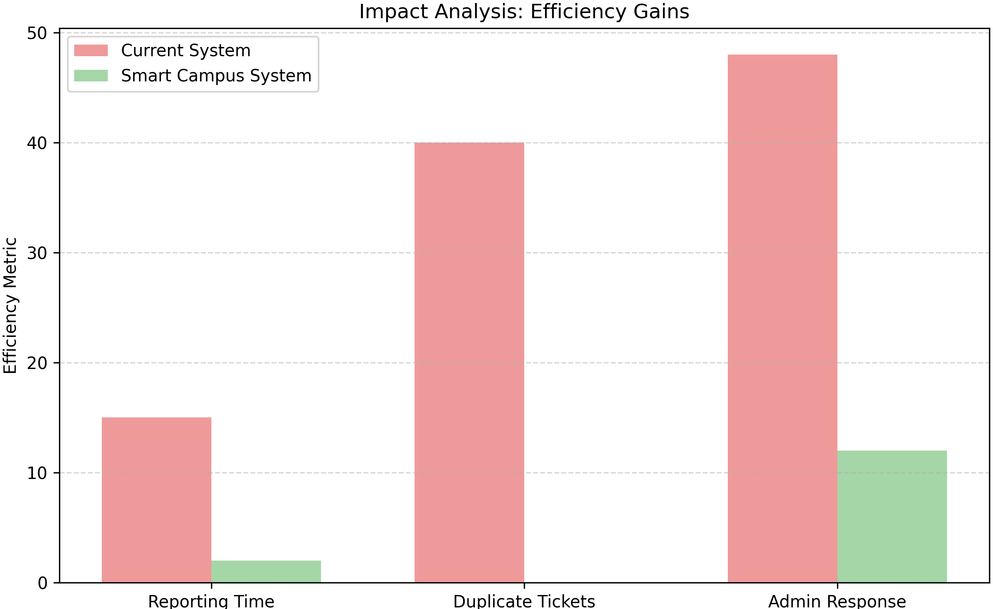 Impact Analysis: Efficiency Gains
Current System
Smart Campus System
Efficiency Metric
50
40
30
20
10
0
Reporting Time
Duplicate Tickets
Admin Response